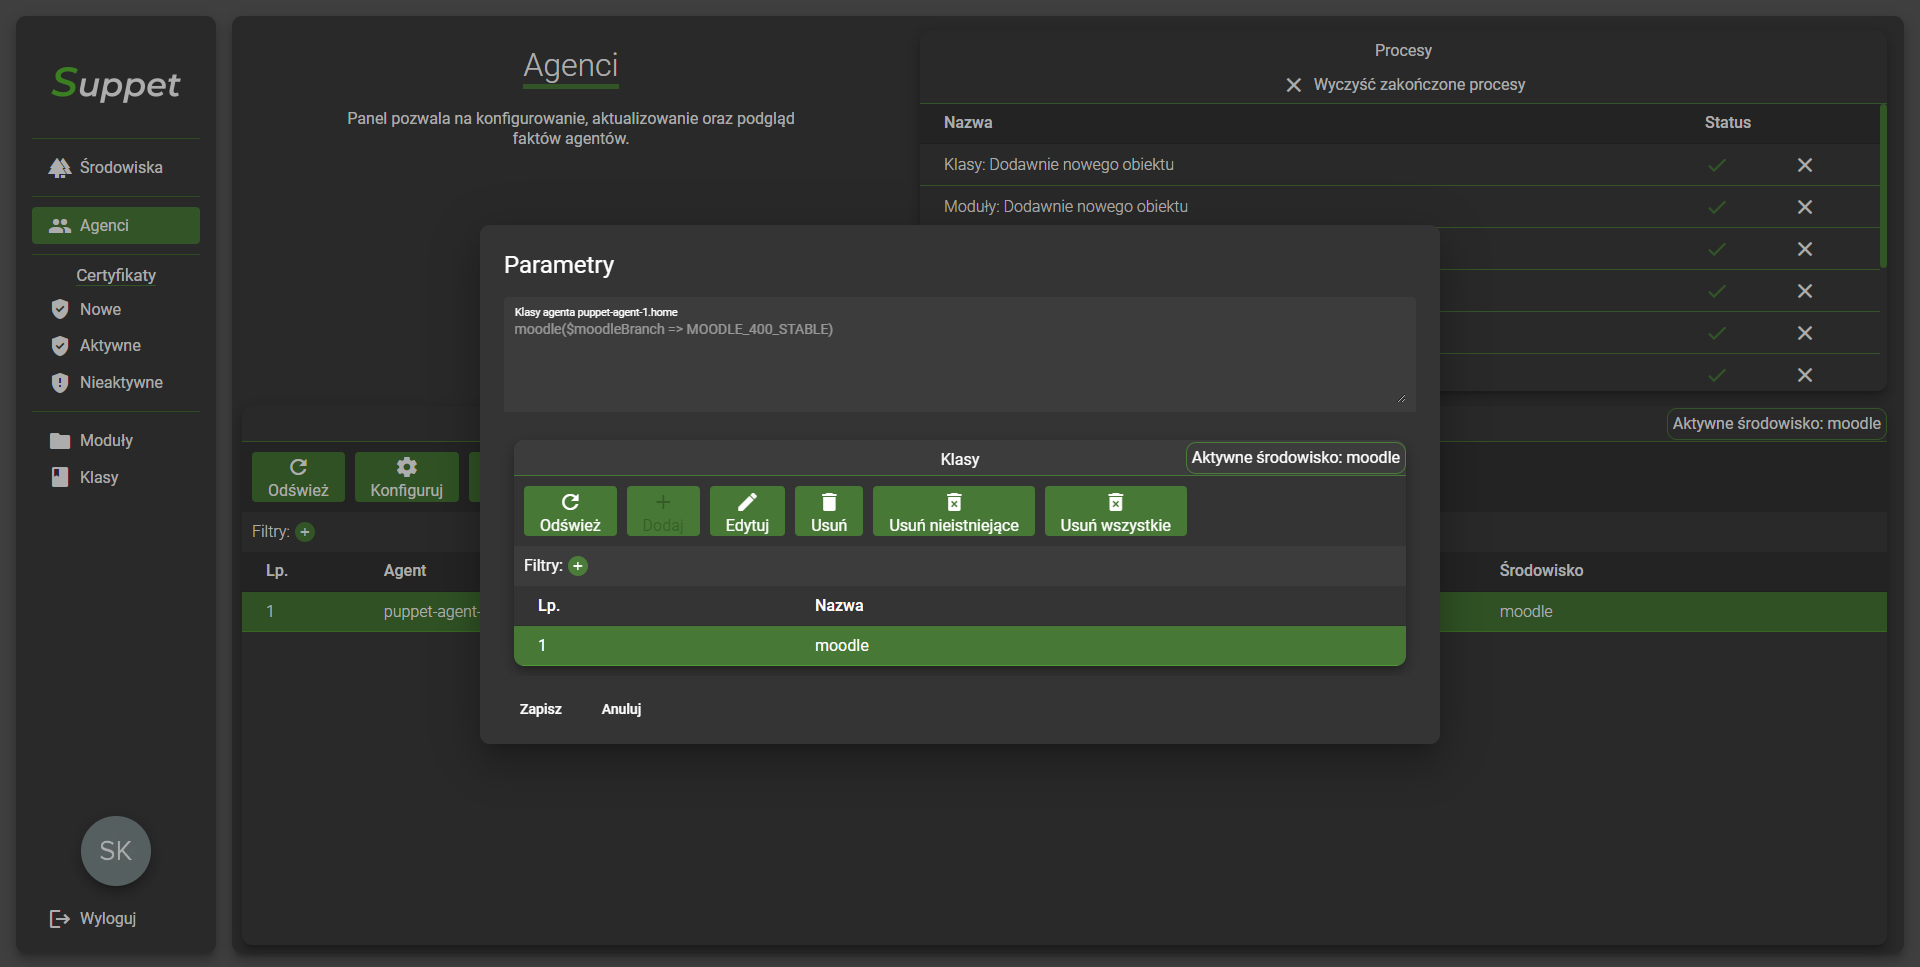 Suppet
Środowiska
Agenci
Certyfikaty
Nowe
Aktywne
Nieaktywne
Moduły
Klasy
SK
Wyloguj
Agenci
Panel pozwala na konfigurowanie, aktualizowanie oraz podgląd
faktów agentów.
Procesy
Wyczyść zakończone procesy
Nazwa Status
Klasy: Dodawnie nowego obiektu
Moduły: Dodawnie nowego obiektu
Aktywne środowisko: moodle
Odśwież Konfiguruj
Filtry:
Lp. Agent Środowisko
1 puppet-agent- moodle
Parametry
Klasy agenta puppet-agent-1.home
moodle($moodleBranch => MOODLE_400_STABLE)
Klasy Aktywne środowisko: moodle
Odśwież Dodaj Edytuj Usuń Usuń nieistniejące Usuń wszystkie
Filtry:
Lp. Nazwa
1 moodle
Zapisz Anuluj